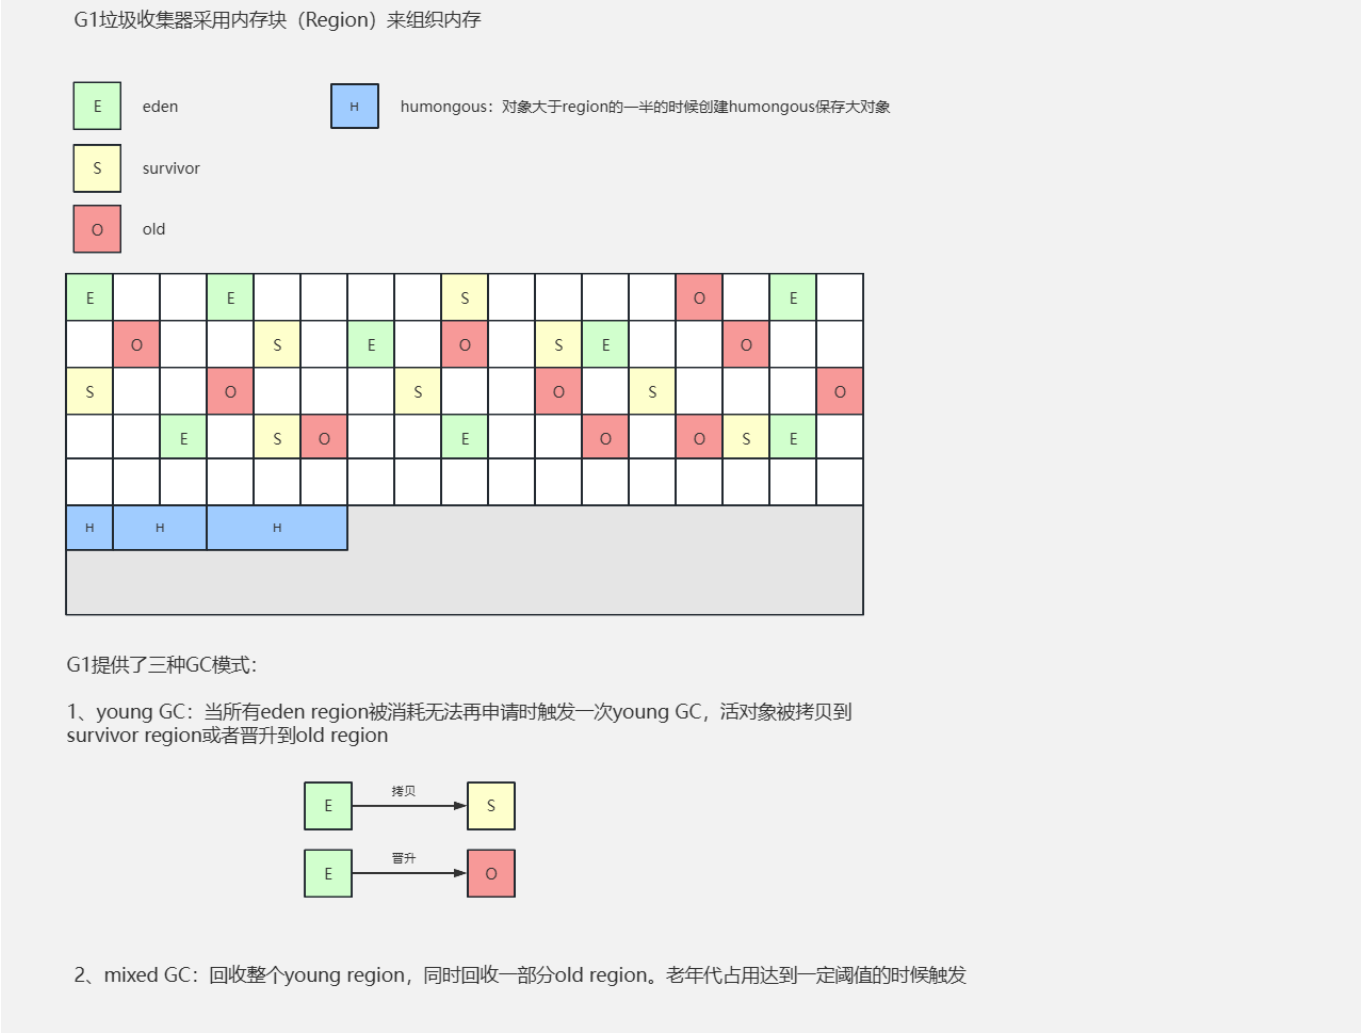 G1垃圾收集器采用内存块（Region）来组织内存
E eden H humongous：对象大于region的一半的时候创建humongous保存大对象
S survivor
O old
E E S O E
O S E O S E O
S O S O S O
E S O E O O S E
H H H
G1提供了三种GC模式：
1、young GC：当所有eden region被消耗无法再申请时触发一次young GC，活对象被拷贝到
survivor region或者晋升到old region
E 拷贝 S
E 晋升 O
2、mixed GC：回收整个young region，同时回收一部分old region。老年代占用达到一定阈值的时候触发